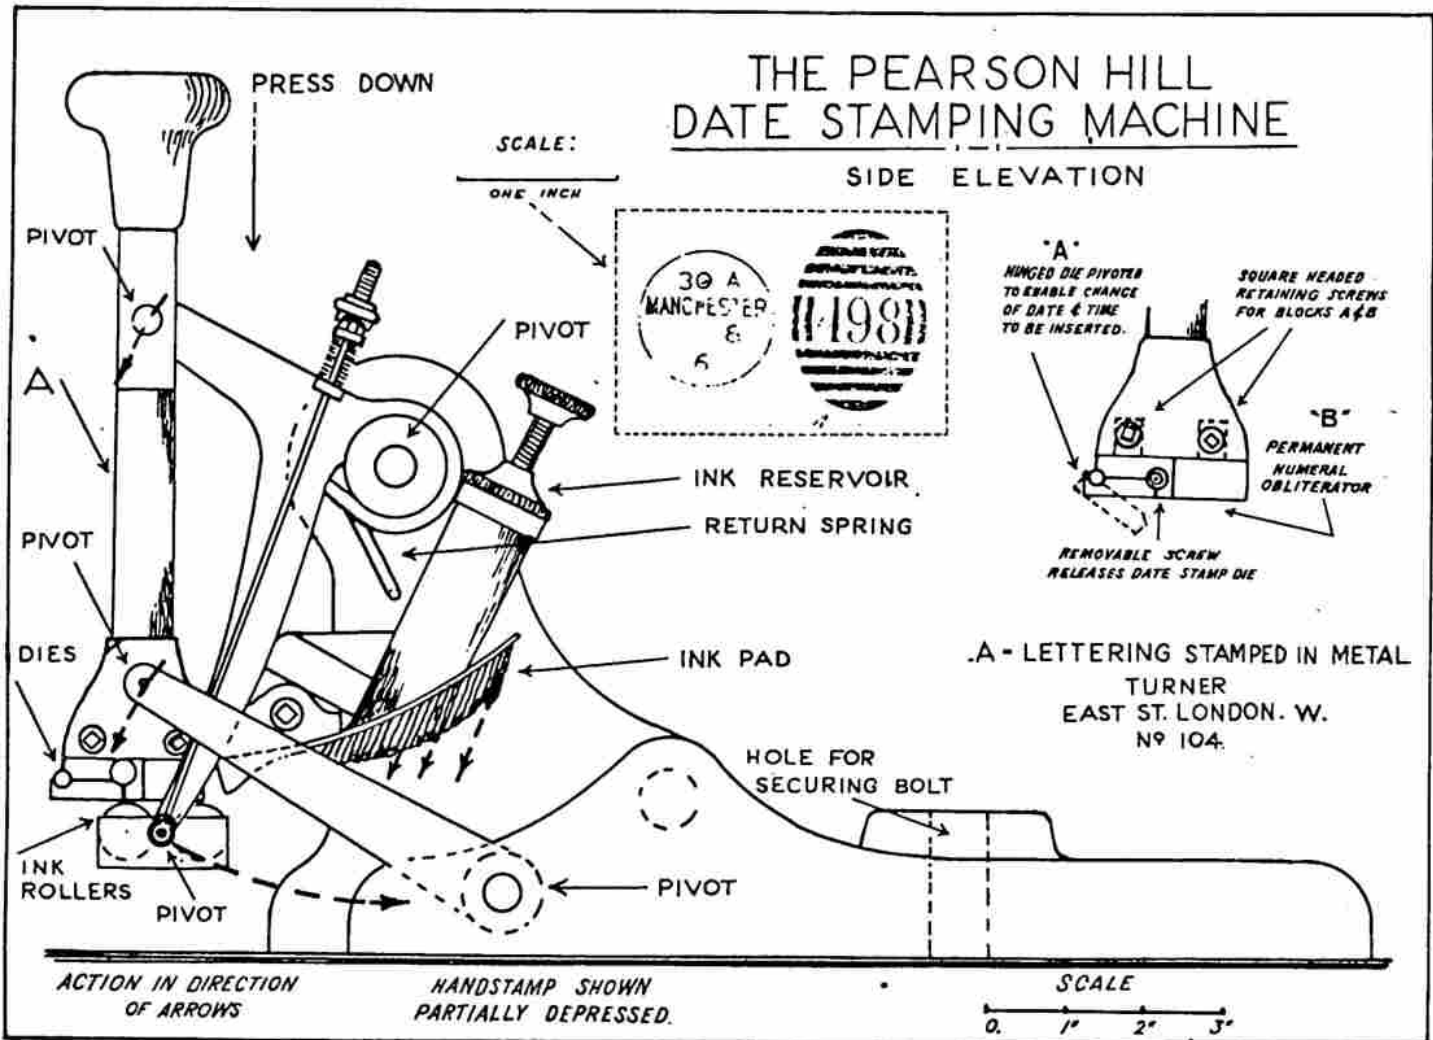 THE PEARSON HILL
DATE STAMPING MACHINE
SIDE ELEVATION
PRESS DOWN
SCALE:
ONE INCH
PIVOT
A
30 A
MANCHESTER
8
6
498
PIVOT
INK RESERVOIR
RETURN SPRING
PIVOT
DIES
INK PAD
INK
ROLLERS
PIVOT
PIVOT
HOLE FOR
SECURING BOLT
"A"
HINGED DIE PIVOTED
TO ENABLE CHANGE
OF DATE & TIME
TO BE INSERTED.
SQUARE HEADED
RETAINING SCREWS
FOR BLOCKS A&B
"B"
PERMANENT
NUMERAL
OBLITERATOR
REMOVABLE SCREW
RELEASES DATE STAMP DIE
.A - LETTERING STAMPED IN METAL
TURNER
EAST ST. LONDON. W.
Nº 104.
ACTION IN DIRECTION
OF ARROWS
HANDSTAMP SHOWN
PARTIALLY DEPRESSED.
SCALE
0. 1" 2" 3"